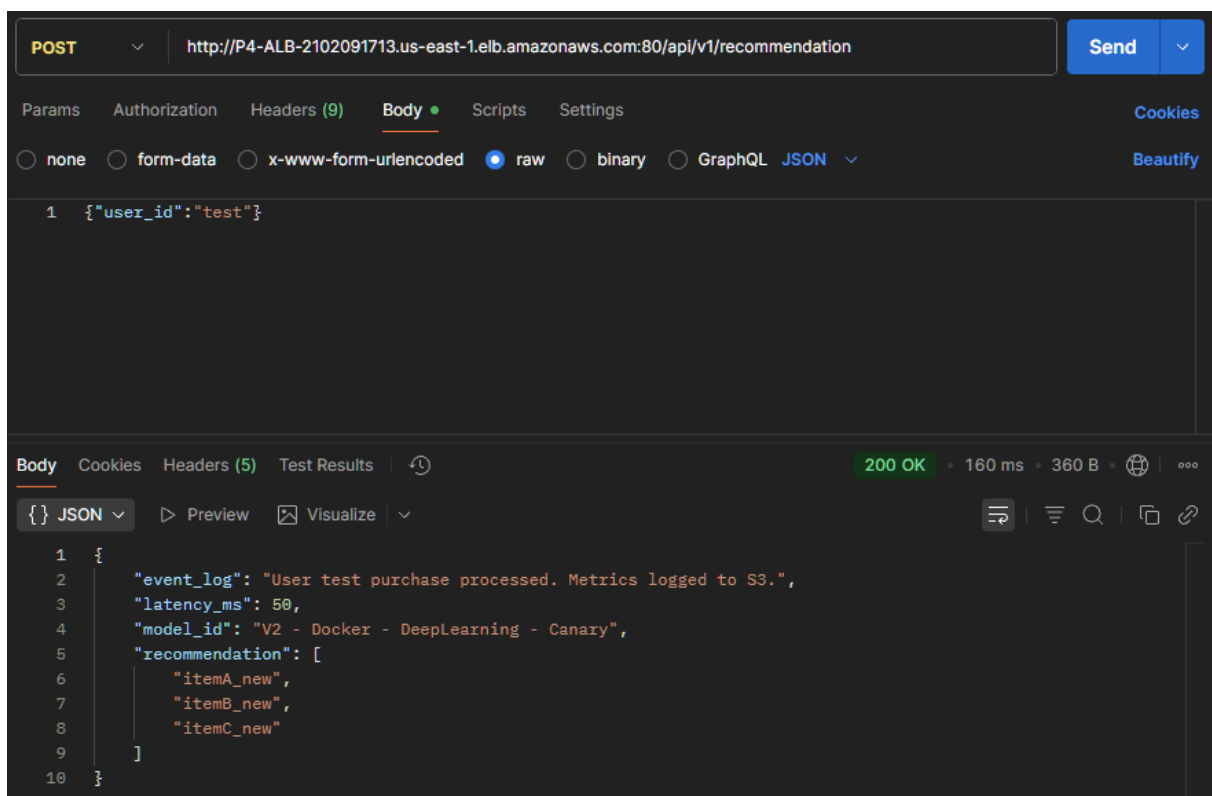 POST http://P4-ALB-2102091713.us-east-1.elb.amazonaws.com:80/api/v1/recommendation Send
Params Authorization Headers (9) Body Scripts Settings Cookies
none form-data x-www-form-urlencoded raw binary GraphQL JSON Beautify
1 {"user_id":"test"}
Body Cookies Headers (5) Test Results 200 OK • 160 ms • 360 B •
{} JSON Preview Visualize
1 {
2 "event_log": "User test purchase processed. Metrics logged to S3.",
3 "latency_ms": 50,
4 "model_id": "V2 - Docker - DeepLearning - Canary",
5 "recommendation": [
6 "itemA_new",
7 "itemB_new",
8 "itemC_new"
9 ]
10 }